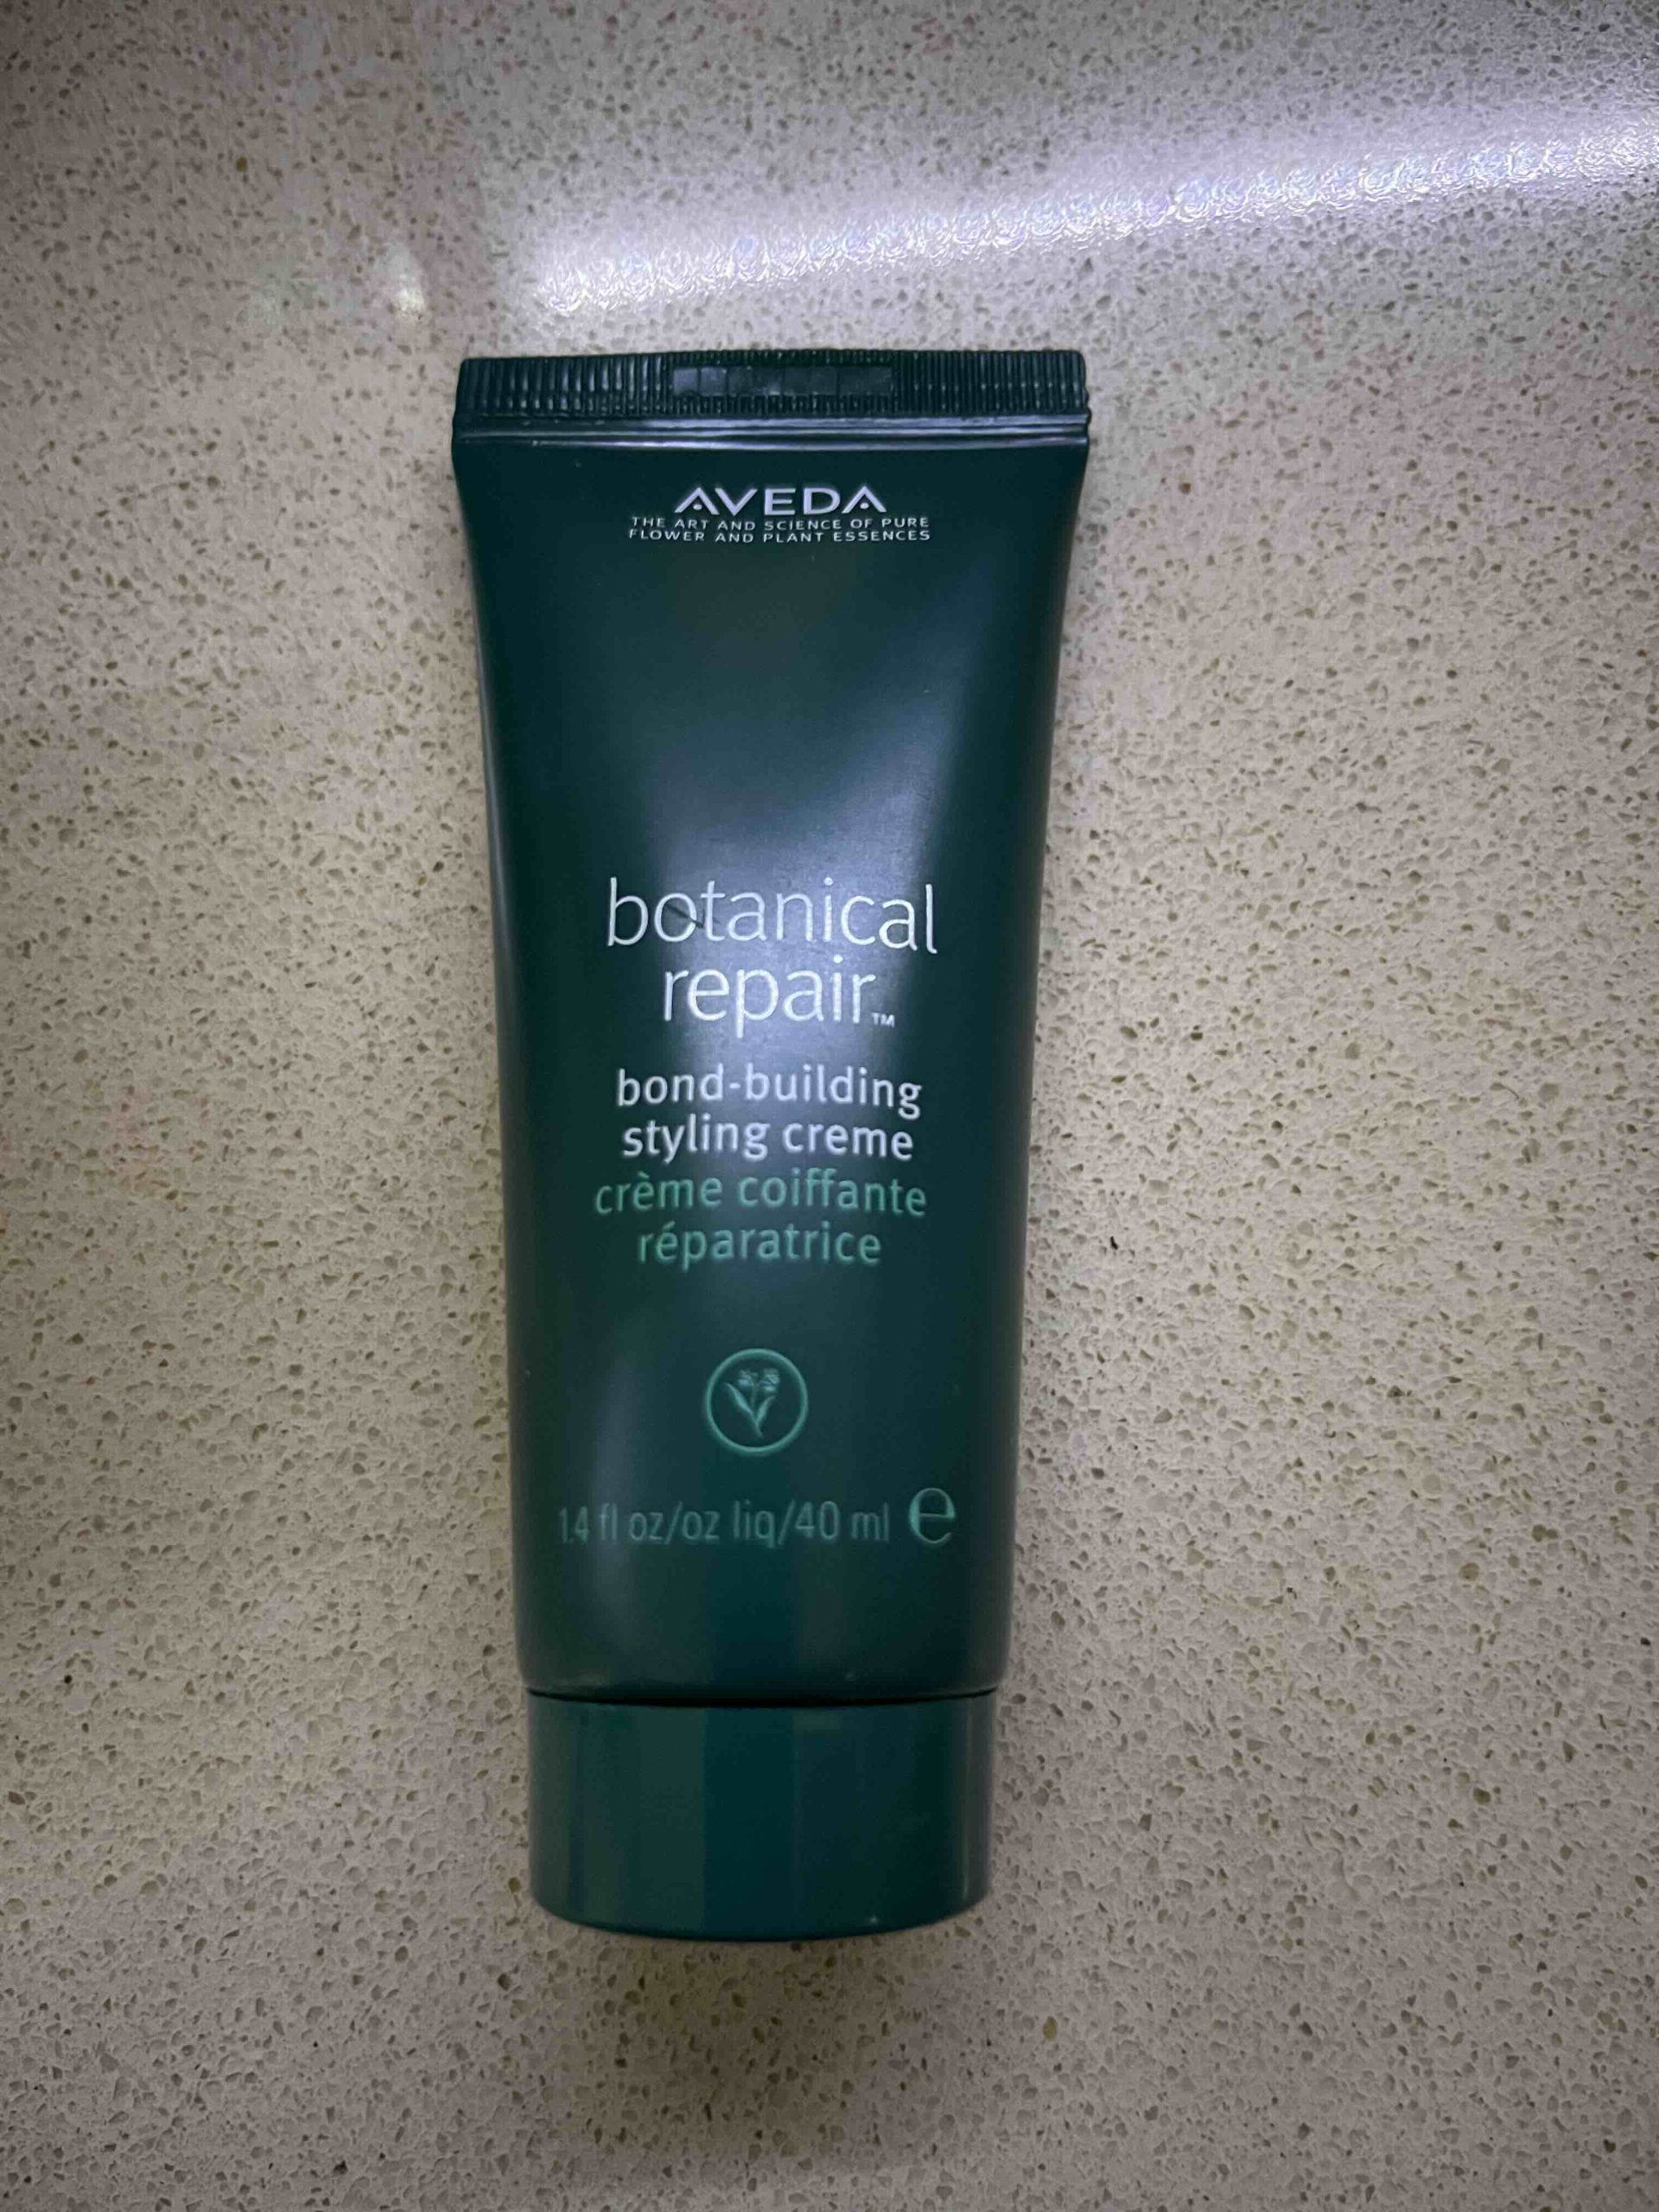 AVEDA
THE ART AND SCIENCE OF PURE
FLOWER AND PLANT ESSENCES
botanical
repair™
bond-building
styling creme
crème coiffante
réparatrice
1.4 fl oz/oz liq/40 ml ℮